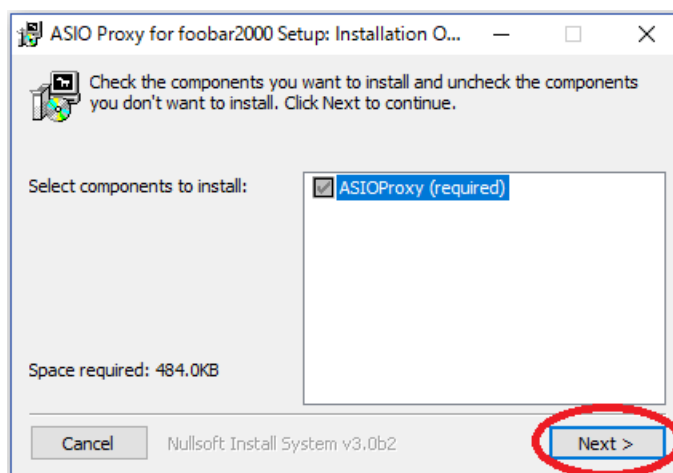 ASIO Proxy for foobar2000 Setup: Installation O...
Check the components you want to install and uncheck the components
you don't want to install. Click Next to continue.
Select components to install:
ASIOProxy (required)
Space required: 484.0KB
Cancel
Nullsoft Install System v3.0b2
Next >